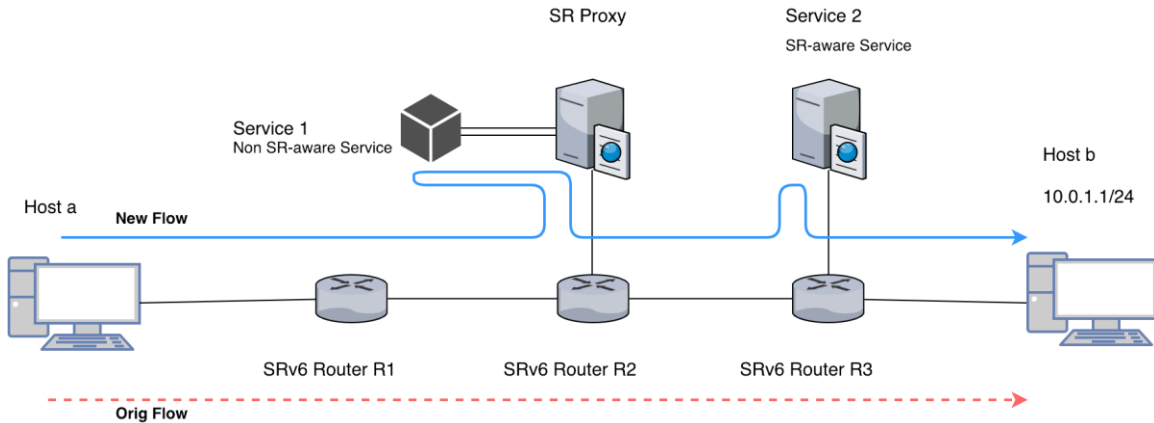 SR Proxy
Service 2
SR-aware Service
Service 1
Non SR-aware Service
Host b
10.0.1.1/24
Host a
New Flow
SRv6 Router R1
SRv6 Router R2
SRv6 Router R3
Orig Flow